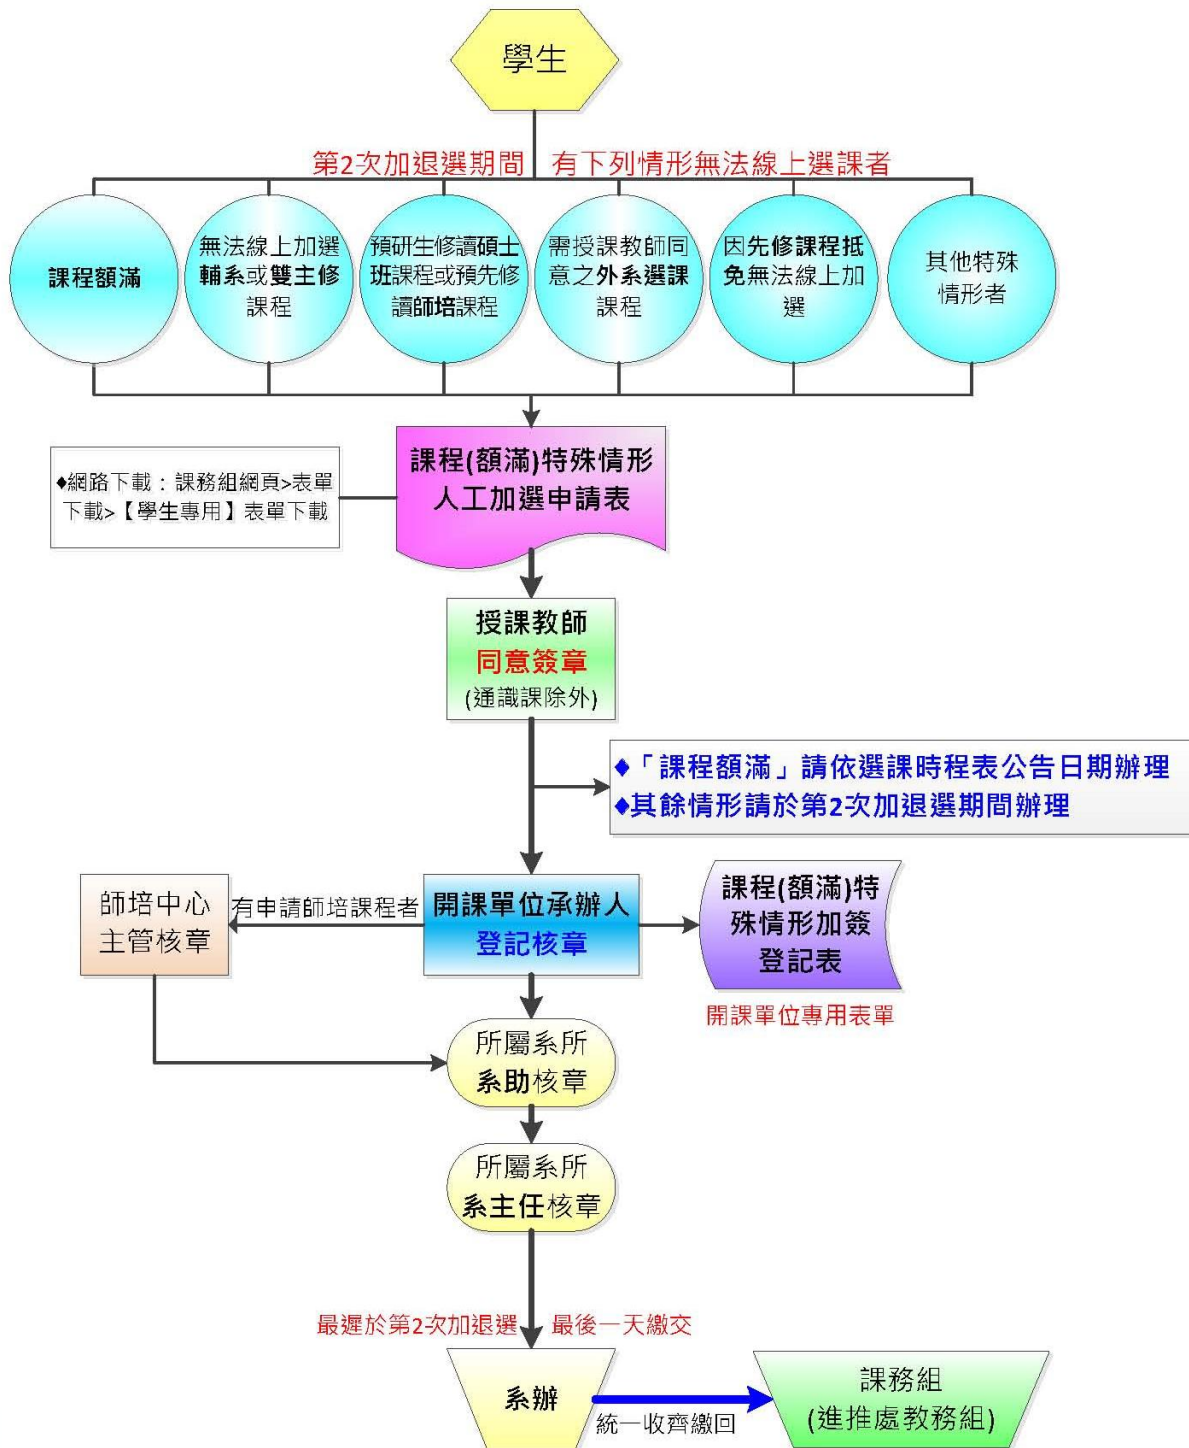 學生
第2次加退選期間 有下列情形無法線上選課者
課程額滿
無法線上加選
輔系或雙主修
課程
預研生修讀碩士
班課程或預先修
讀師培課程
需授課教師同
意之外系選課
課程
因先修課程抵
免無法線上加
選
其他特殊
情形者
課程(額滿)特殊情形
人工加選申請表
♦網路下載：課務組網頁>表單
下載>【學生專用】表單下載
授課教師
同意簽章
(通識課除外)
♦「課程額滿」請依選課時程表公告日期辦理
♦其餘情形請於第2次加退選期間辦理
師培中心
主管核章
有申請師培課程者
開課單位承辦人
登記核章
課程(額滿)特
殊情形加簽
登記表
開課單位專用表單
所屬系所
系助核章
所屬系所
系主任核章
最遲於第2次加退選 最後一天繳交
系辦
統一收齊繳回
課務組
(進推處教務組)